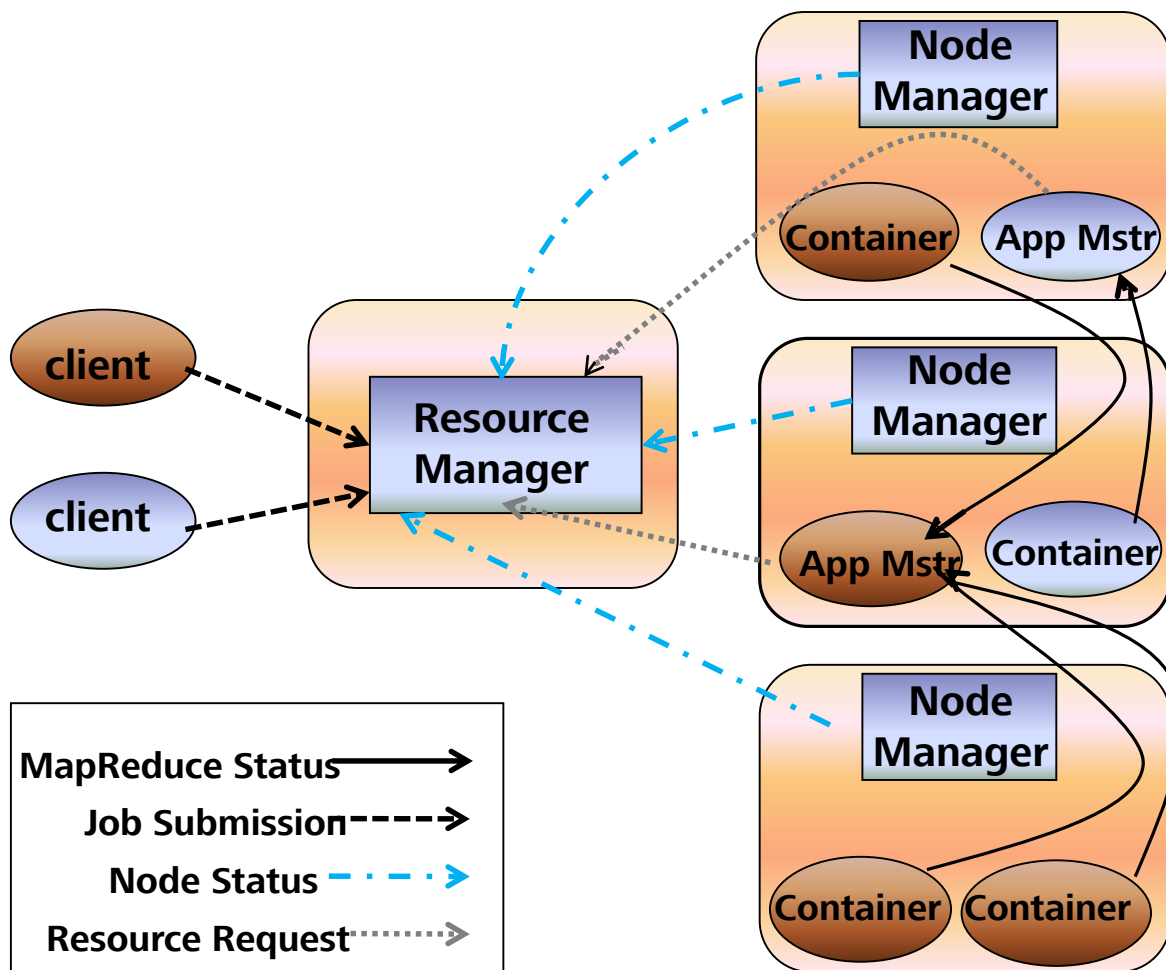 Node
Manager
Container
App Mstr
client
client
Resource
Manager
Node
Manager
App Mstr
Container
Node
Manager
Container
Container
MapReduce Status
Job Submission
Node Status
Resource Request